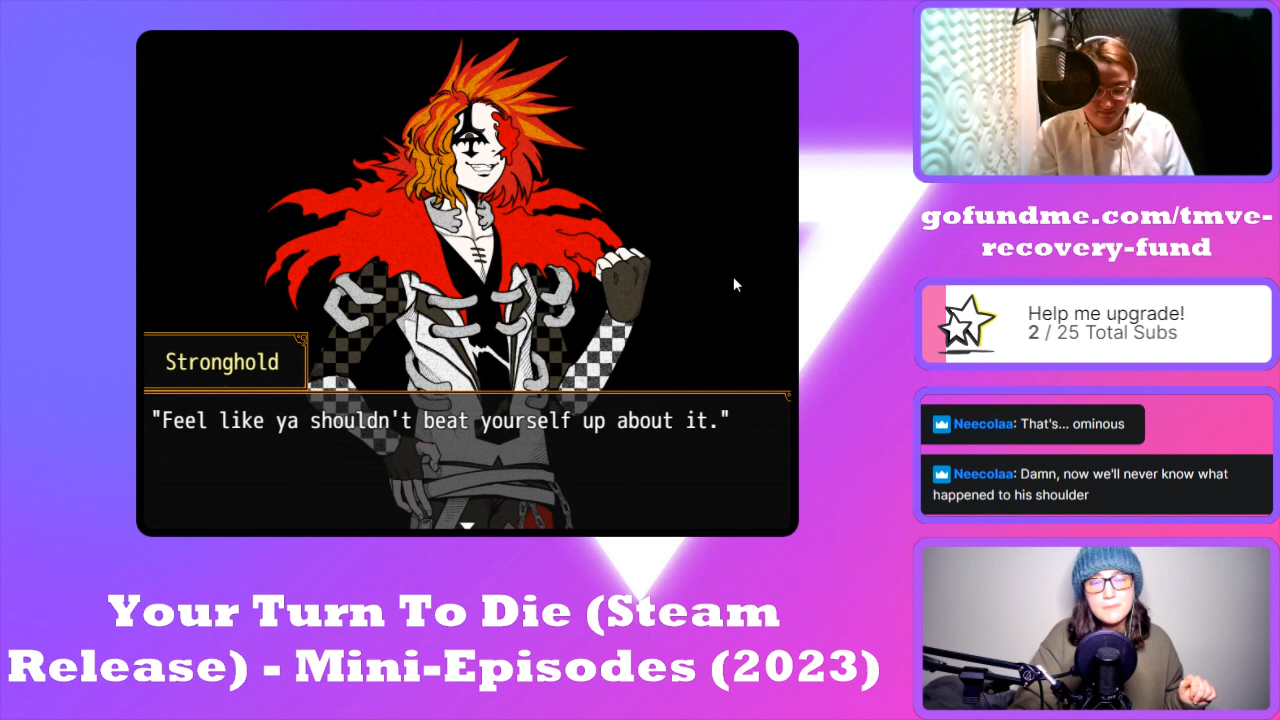 Stronghold
"Feel like ya shouldn't beat yourself up about it."
Your Turn To Die (Steam
Release) - Mini-Episodes (2023)
gofundme.com/tmve-
recovery-fund
Help me upgrade!
2 / 25 Total Subs
Neecolaa: That's... ominous
Neecolaa: Damn, now we'll never know what
happened to his shoulder